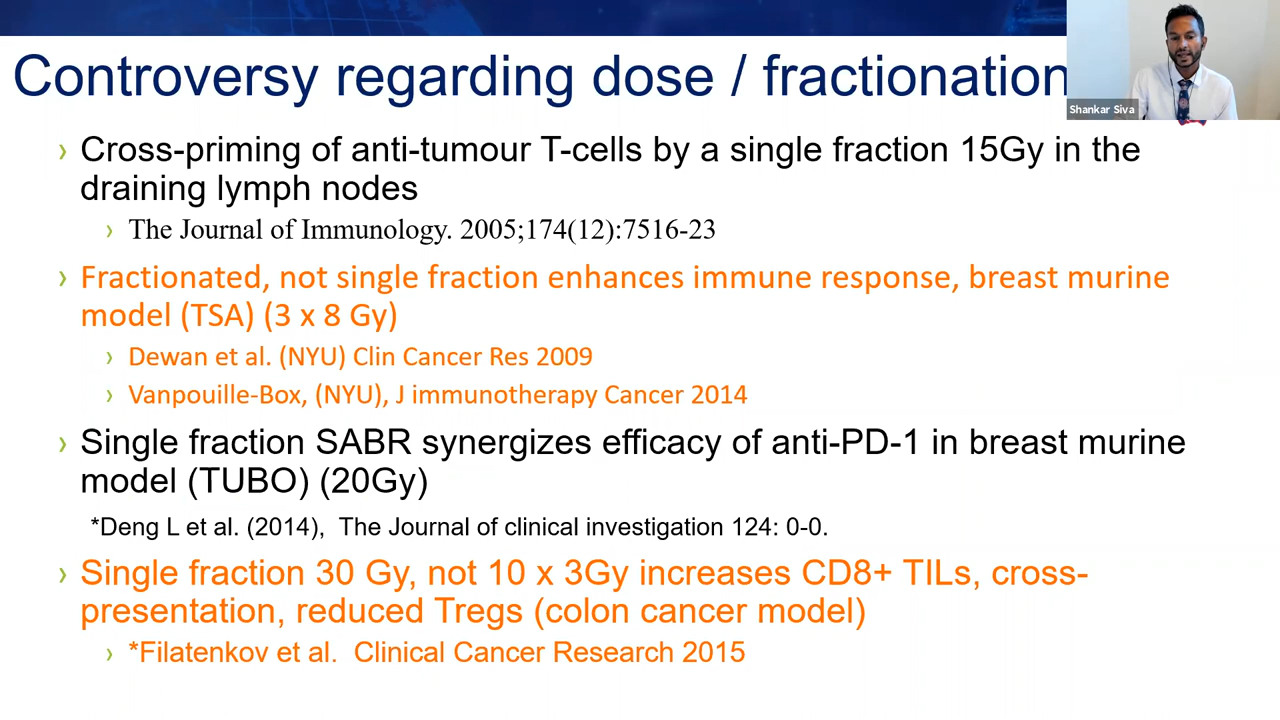 Controversy regarding dose / fractionation
Shankar Siva
› Cross-priming of anti-tumour T-cells by a single fraction 15Gy in the
draining lymph nodes
› The Journal of Immunology. 2005;174(12):7516-23
› Fractionated, not single fraction enhances immune response, breast murine
model (TSA) (3 x 8 Gy)
› Dewan et al. (NYU) Clin Cancer Res 2009
› Vanpouille-Box, (NYU), J immunotherapy Cancer 2014
› Single fraction SABR synergizes efficacy of anti-PD-1 in breast murine
model (TUBO) (20Gy)
*Deng L et al. (2014), The Journal of clinical investigation 124: 0-0.
› Single fraction 30 Gy, not 10 x 3Gy increases CD8+ TILs, cross-
presentation, reduced Tregs (colon cancer model)
› *Filatenkov et al. Clinical Cancer Research 2015